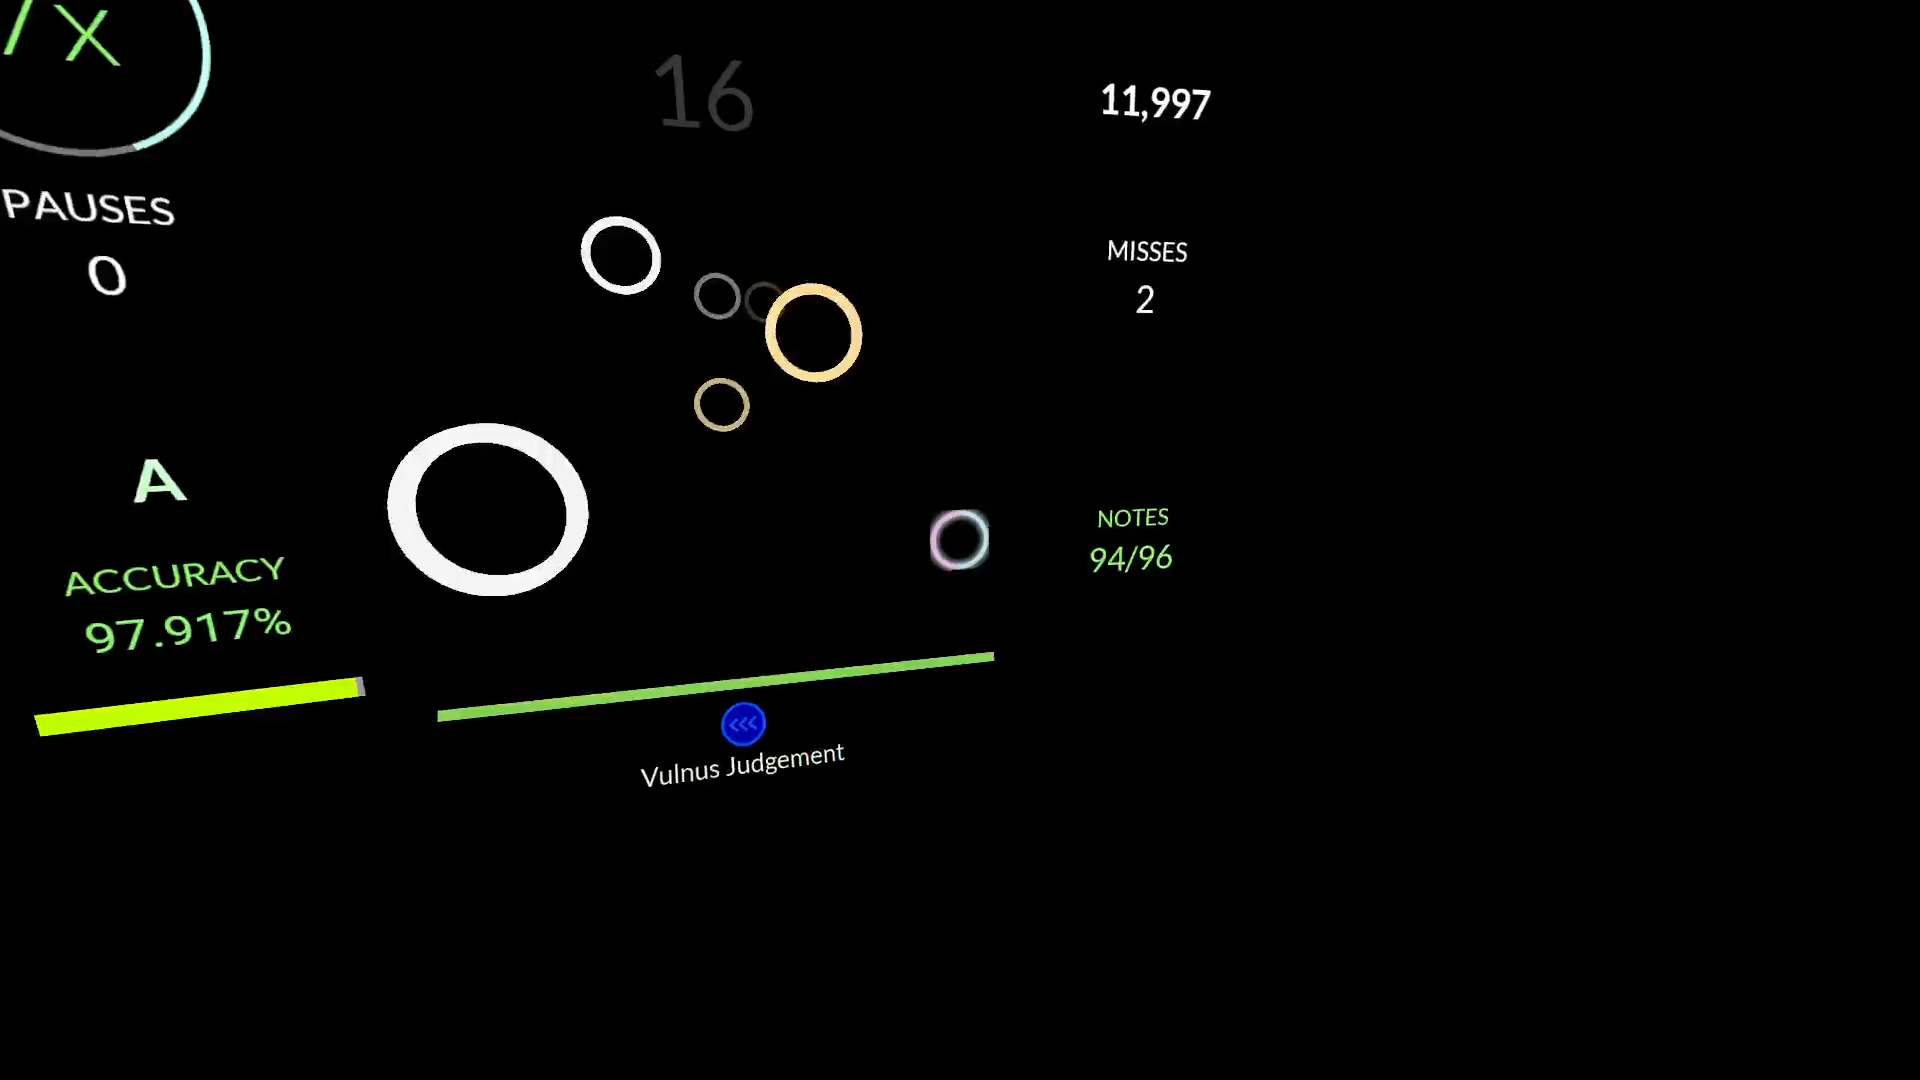 X
16
11,997
PAUSES
0
MISSES
2
A
ACCURACY
97.917%
NOTES
94/96
<<<
Vulnus Judgement